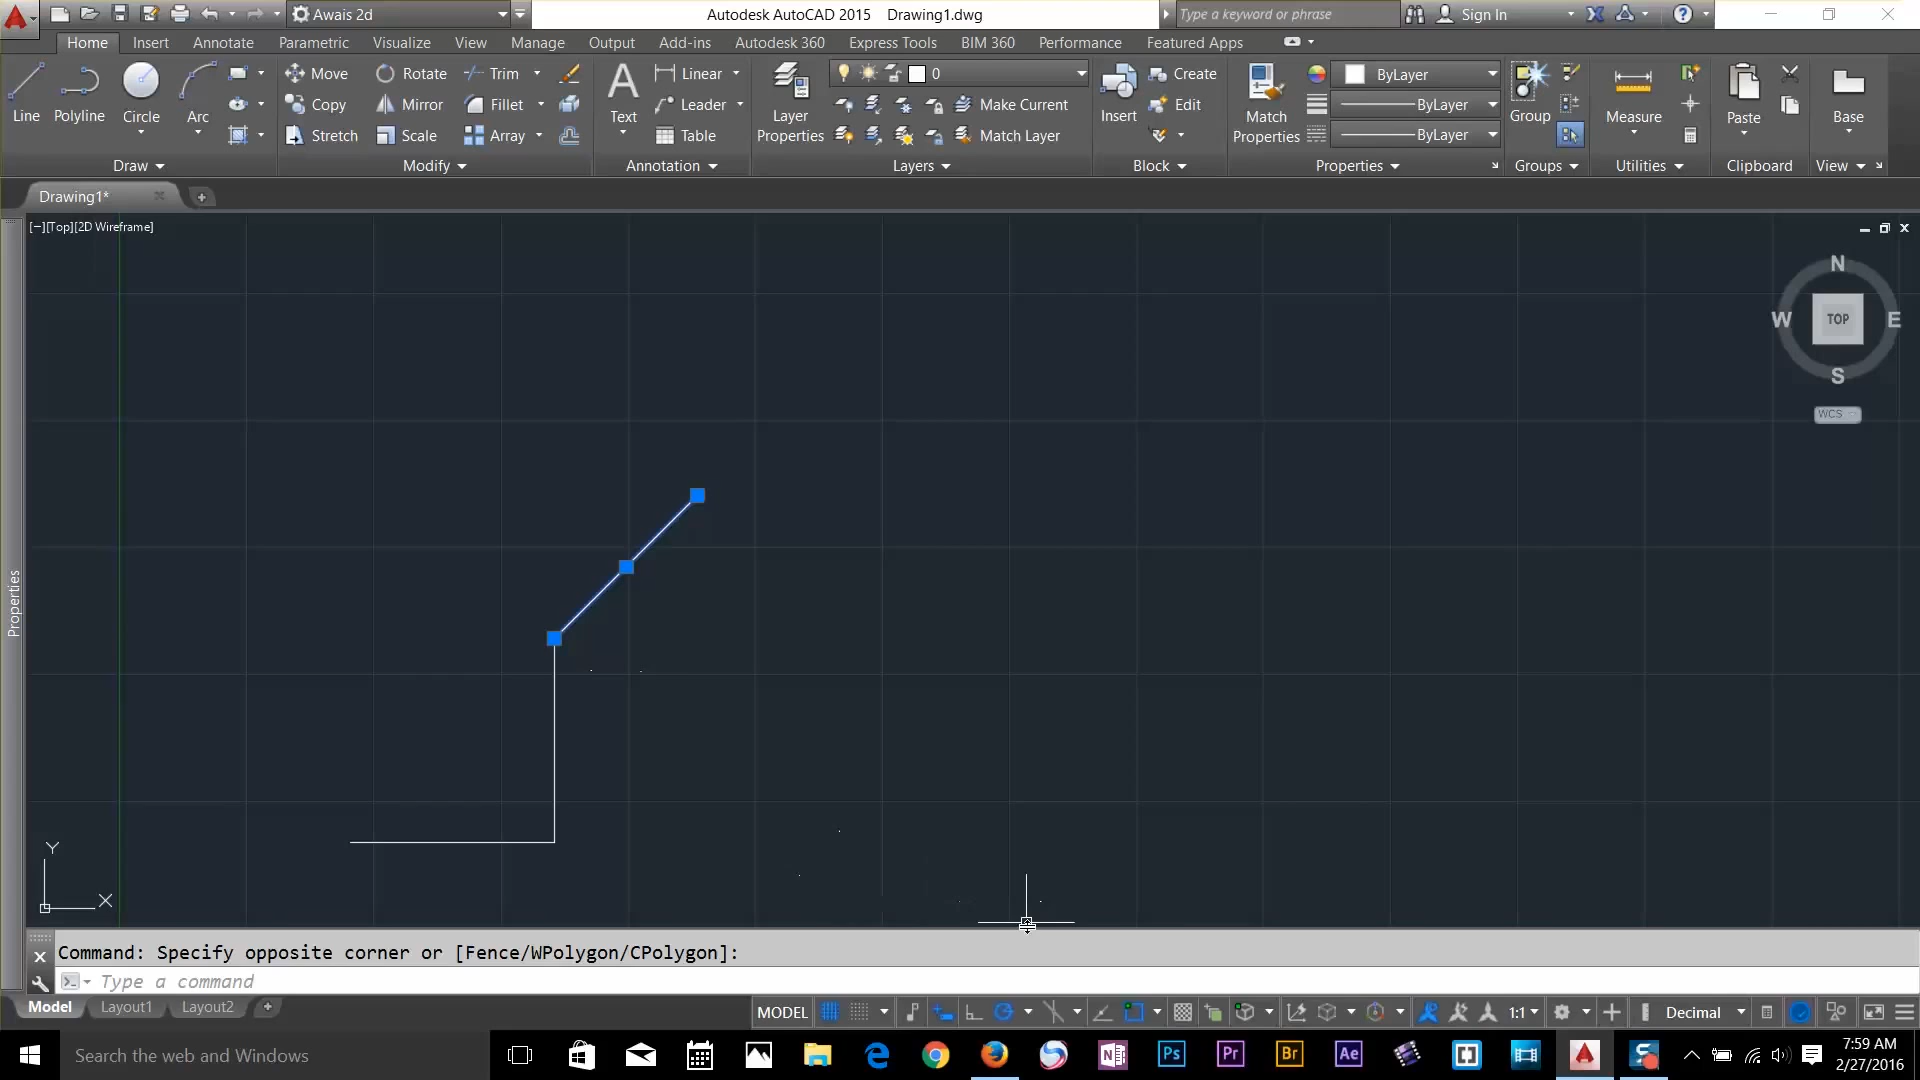 Awais 2d
Autodesk AutoCAD 2015 Drawing1.dwg
Type a keyword or phrase
Sign In
Home Insert Annotate Parametric Visualize View Manage Output Add-ins Autodesk 360 Express Tools BIM 360 Performance Featured Apps
Line Polyline Circle Arc
Move Rotate Trim
Copy Mirror Fillet
Stretch Scale Array
Text
Linear
Leader
Table
Layer Properties
0
Make Current
Match Layer
Insert
Create
Edit
Match Properties
ByLayer
ByLayer
ByLayer
Group
Measure
Paste
Base
Draw Modify Annotation Layers Block Properties Groups Utilities Clipboard View
Drawing1*
[−][Top][2D Wireframe]
N
W TOP E
S
WCS
Properties
Y
X
Command: Specify opposite corner or [Fence/WPolygon/CPolygon]:
Type a command
Model Layout1 Layout2
MODEL 1:1 Decimal
Search the web and Windows
N Ps Pr Br Ae
7:59 AM
2/27/2016